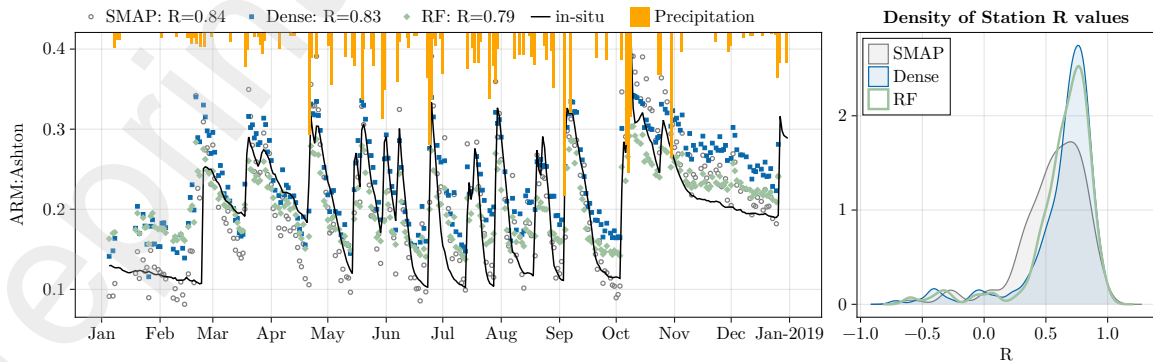 SMAP: R=0.84 Dense: R=0.83 RF: R=0.79 in-situ Precipitation
0.4
0.3
0.2
0.1
ARM:Ashton
Jan Feb Mar Apr May Jun Jul Aug Sep Oct Nov Dec Jan-2019
Density of Station R values
SMAP
Dense
RF
2
1
0
−1.0 −0.5 0.0 0.5 1.0
R
eprin